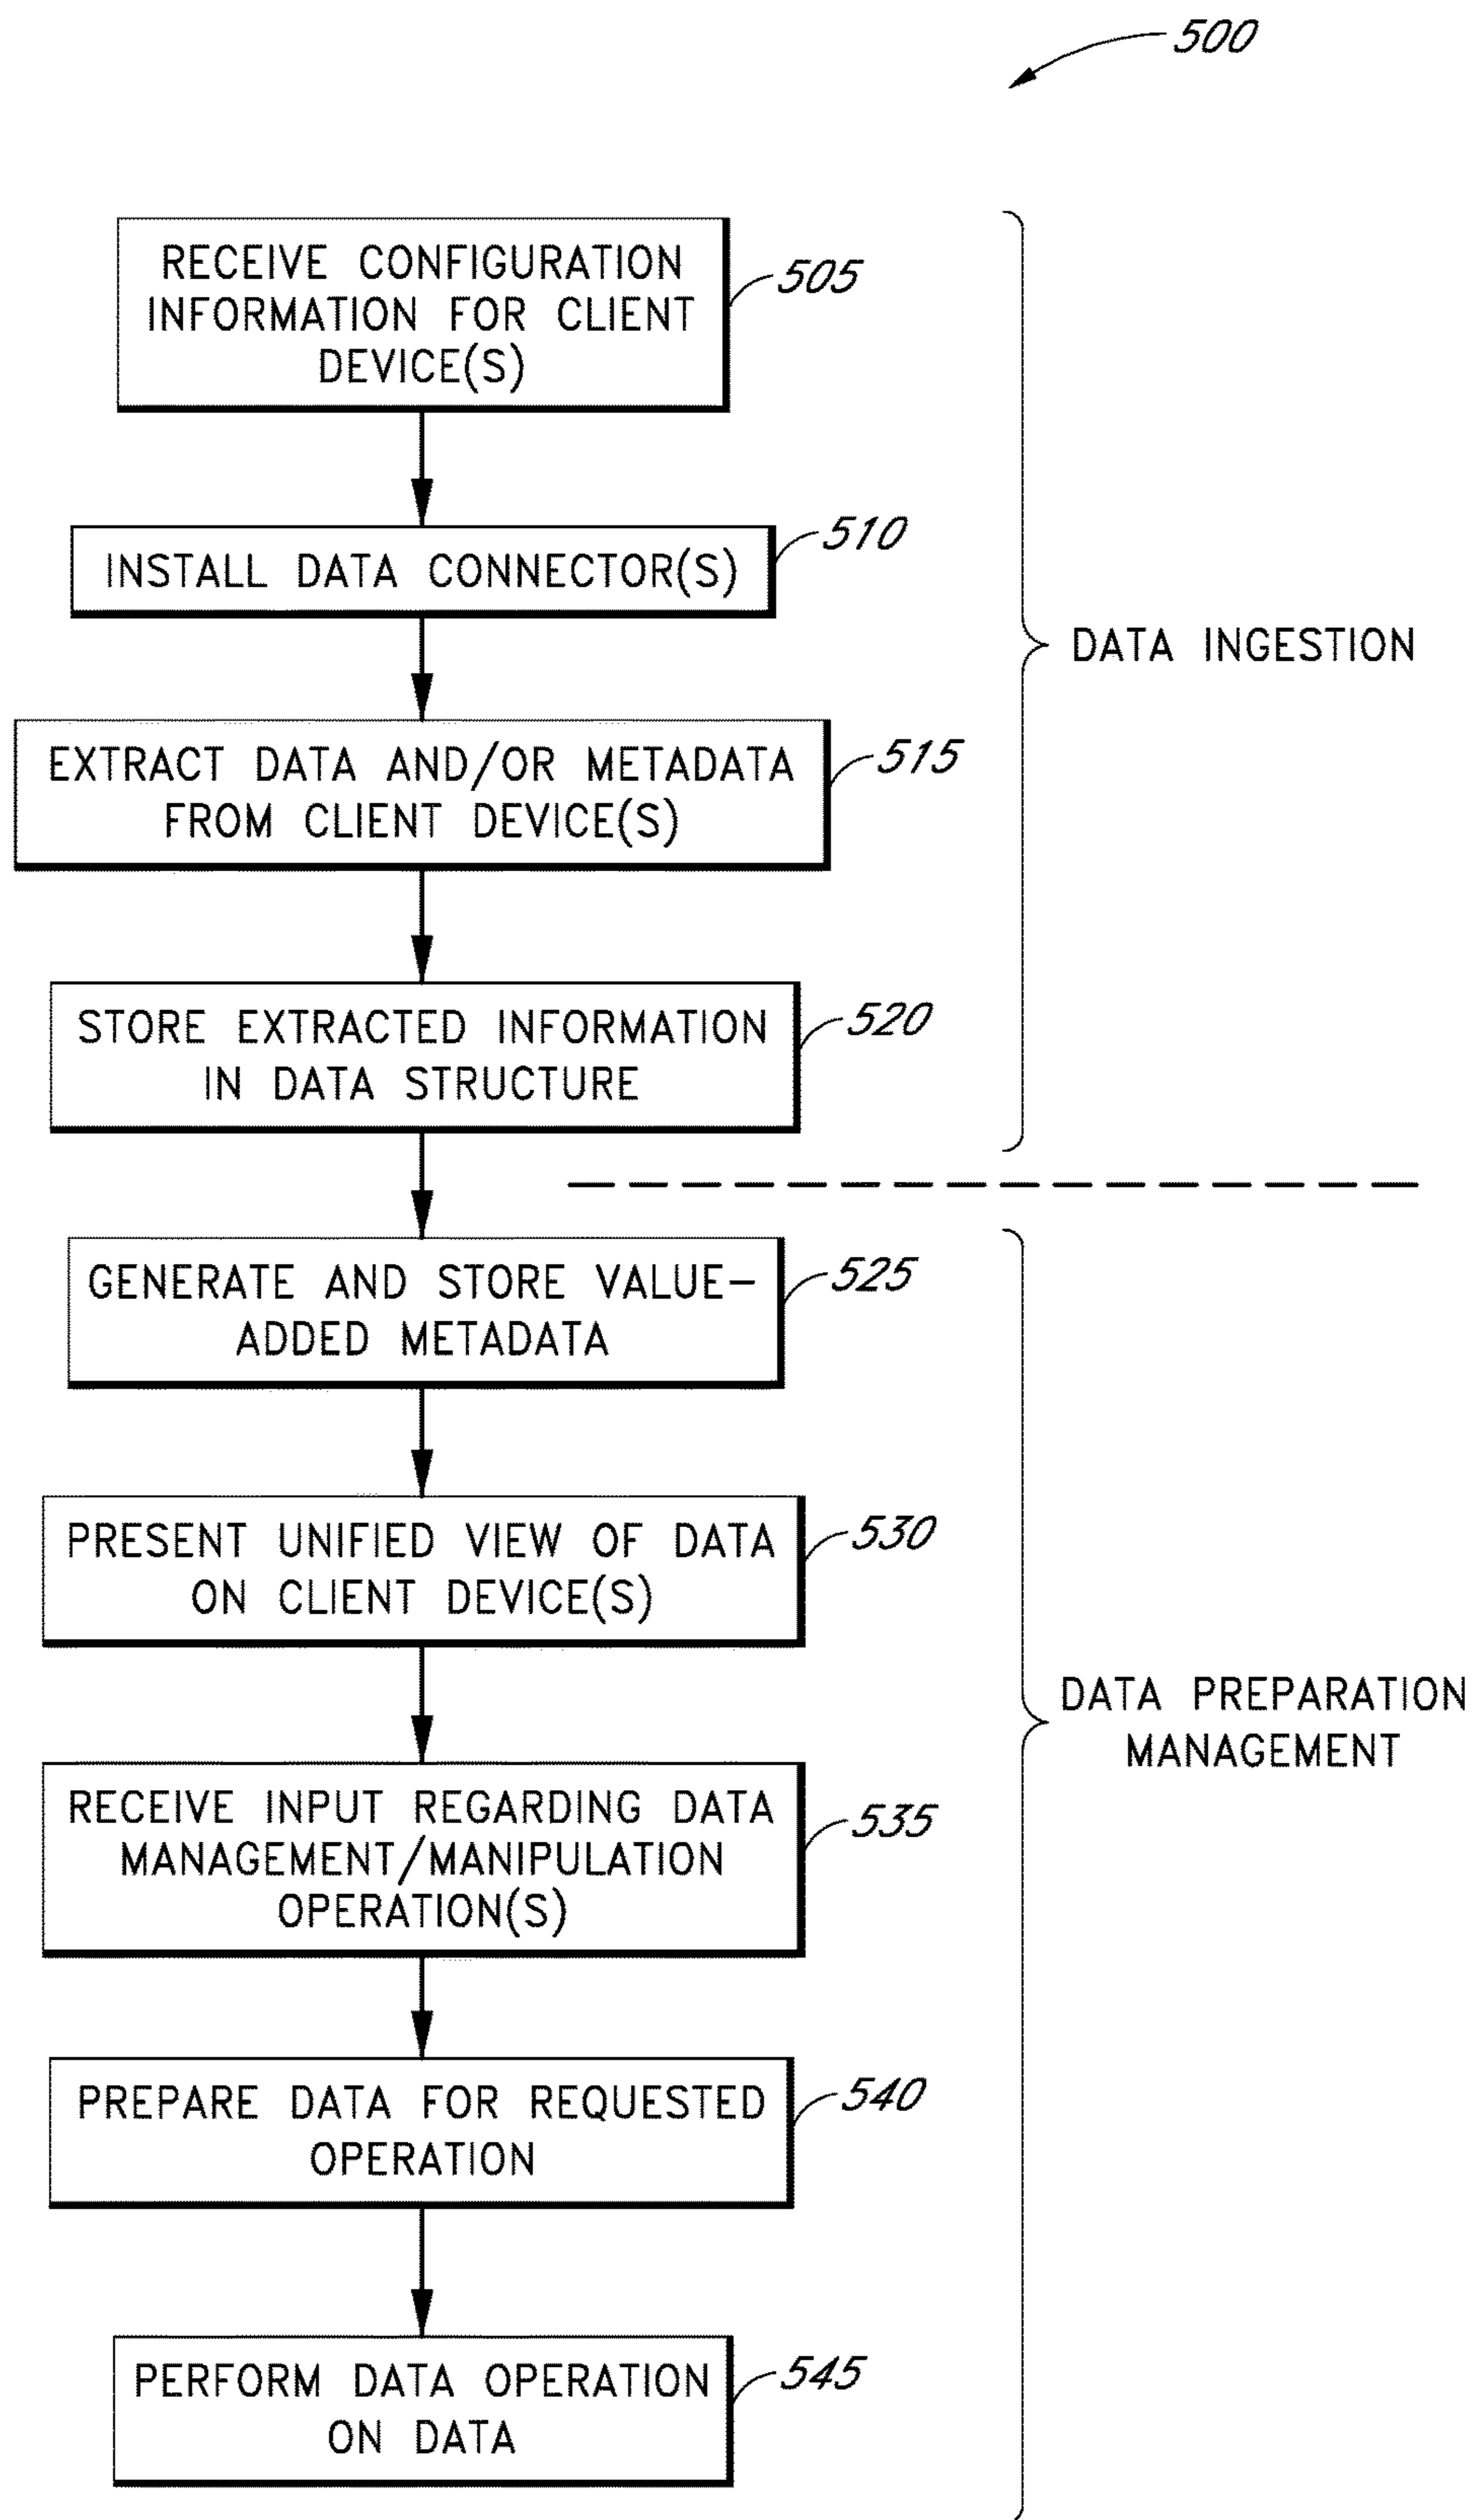 500
RECEIVE CONFIGURATION
INFORMATION FOR CLIENT
DEVICE(S)
505
INSTALL DATA CONNECTOR(S)
510
DATA INGESTION
EXTRACT DATA AND/OR METADATA
FROM CLIENT DEVICE(S)
515
STORE EXTRACTED INFORMATION
IN DATA STRUCTURE
520
GENERATE AND STORE VALUE-
ADDED METADATA
525
PRESENT UNIFIED VIEW OF DATA
ON CLIENT DEVICE(S)
530
DATA PREPARATION
MANAGEMENT
RECEIVE INPUT REGARDING DATA
MANAGEMENT/MANIPULATION
OPERATION(S)
535
PREPARE DATA FOR REQUESTED
OPERATION
540
PERFORM DATA OPERATION
ON DATA
545